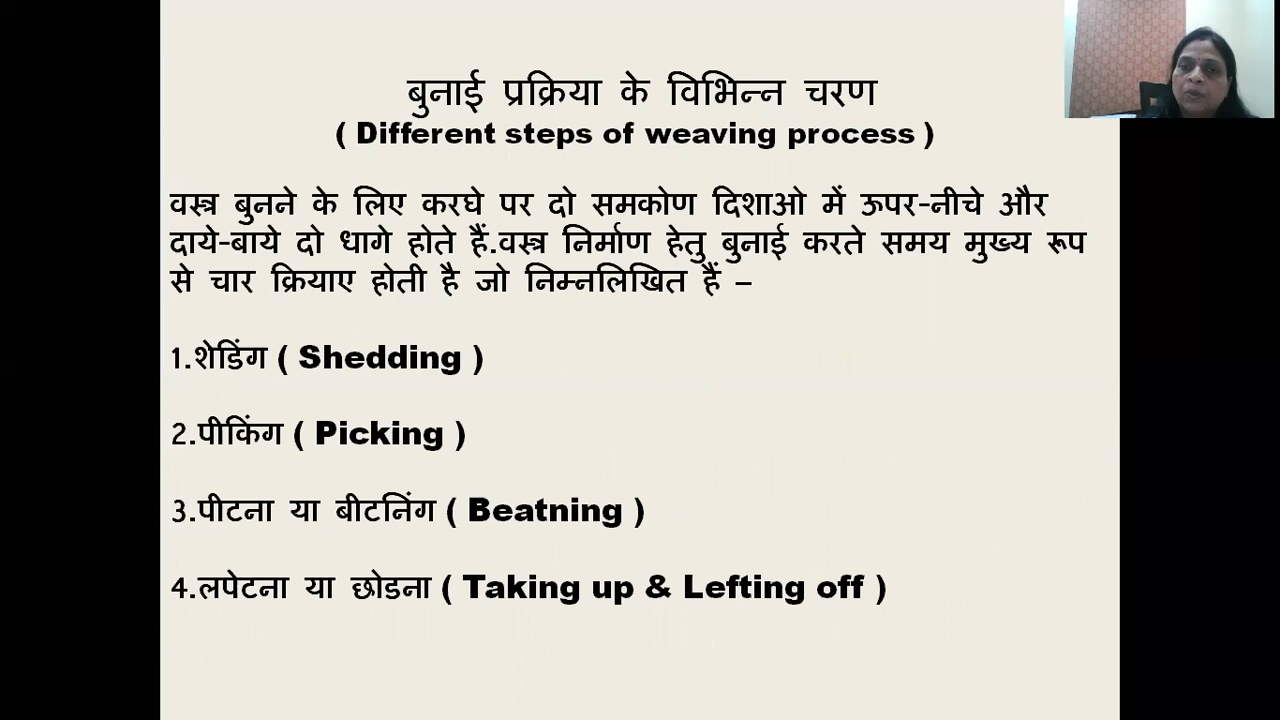 बुनाई प्रक्रिया के विभिन्न चरण
( Different steps of weaving process )
वस्त्र बुनने के लिए करघे पर दो समकोण दिशाओ में ऊपर-नीचे और
दाये-बाये दो धागे होते हैं.वस्त्र निर्माण हेतु बुनाई करते समय मुख्य रूप
से चार क्रियाए होती है जो निम्नलिखित हैं –
1.शेडिंग ( Shedding )
2.पीकिंग ( Picking )
3.पीटना या बीटनिंग ( Beatning )
4.लपेटना या छोडना ( Taking up & Lefting off )